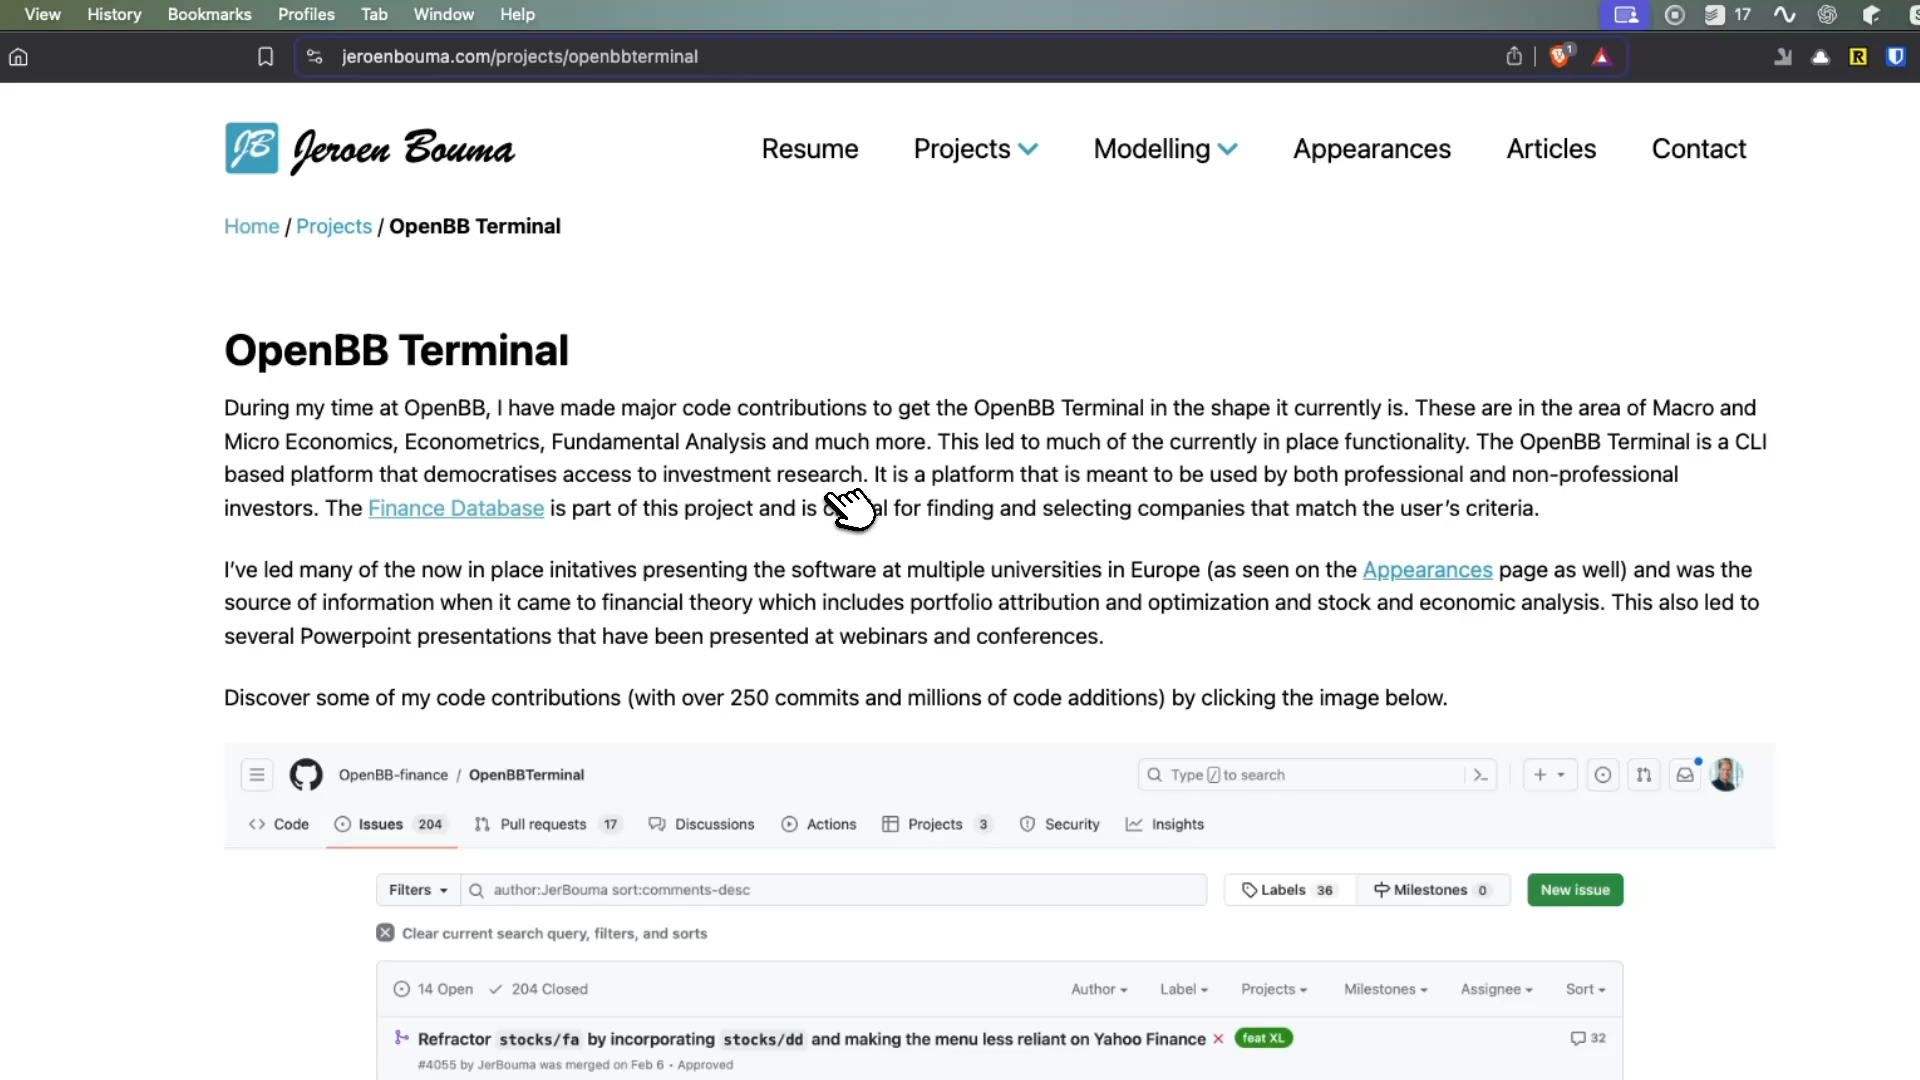 View History Bookmarks Profiles Tab Window Help 17
jeroenbouma.com/projects/openbbterminal 1 R
JB Jeroen Bouma Resume Projects Modelling Appearances Articles Contact
Home / Projects / OpenBB Terminal
OpenBB Terminal
During my time at OpenBB, I have made major code contributions to get the OpenBB Terminal in the shape it currently is. These are in the area of Macro and
Micro Economics, Econometrics, Fundamental Analysis and much more. This led to much of the currently in place functionality. The OpenBB Terminal is a CLI
based platform that democratises access to investment research. It is a platform that is meant to be used by both professional and non-professional
investors. The Finance Database is part of this project and is for finding and selecting companies that match the user's criteria.
I've led many of the now in place initatives presenting the software at multiple universities in Europe (as seen on the Appearances page as well) and was the
source of information when it came to financial theory which includes portfolio attribution and optimization and stock and economic analysis. This also led to
several Powerpoint presentations that have been presented at webinars and conferences.
Discover some of my code contributions (with over 250 commits and millions of code additions) by clicking the image below.
OpenBB-finance / OpenBBTerminal Type / to search
Code Issues 204 Pull requests 17 Discussions Actions Projects 3 Security Insights
Filters author:JerBouma sort:comments-desc Labels 36 Milestones 0 New issue
Clear current search query, filters, and sorts
14 Open 204 Closed Author Label Projects Milestones Assignee Sort
Refractor stocks/fa by incorporating stocks/dd and making the menu less reliant on Yahoo Finance feat XL 32
#4055 by JerBouma was merged on Feb 6 • Approved